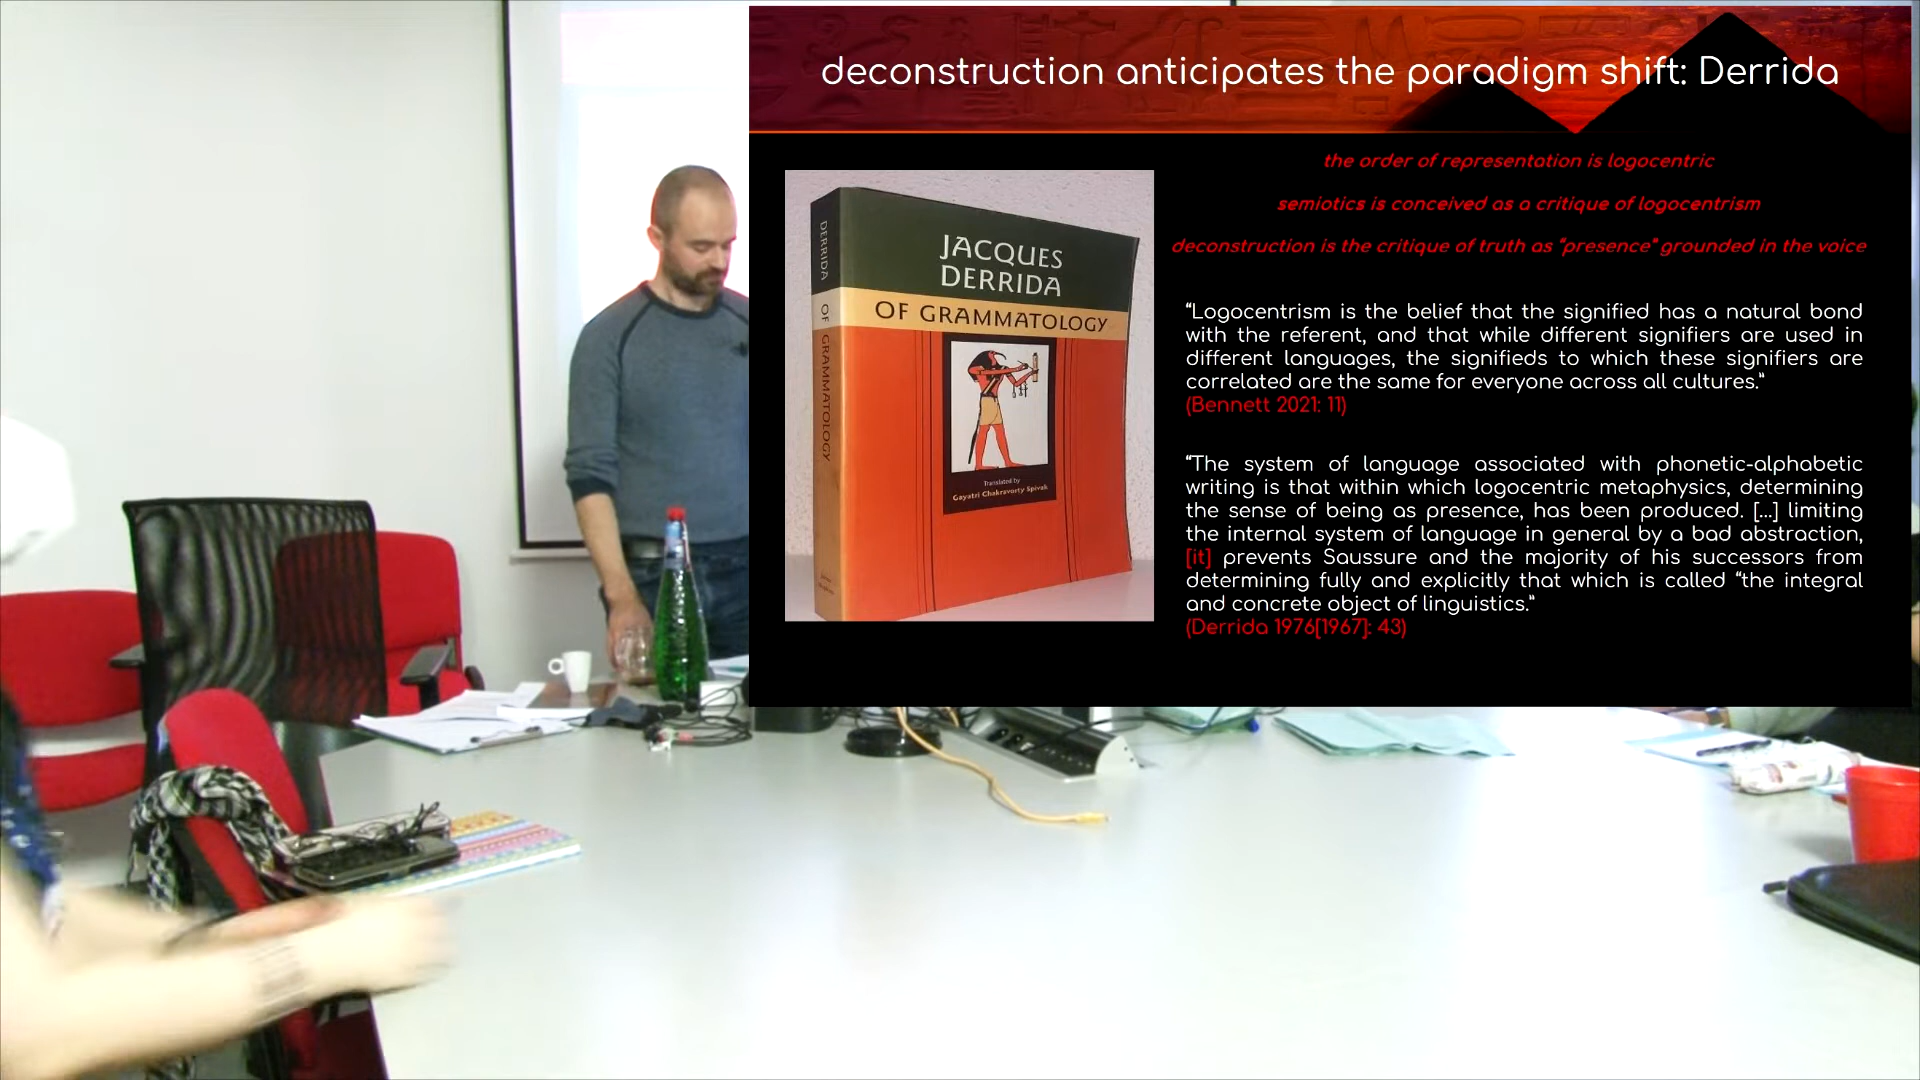 deconstruction anticipates the paradigm shift: Derrida
the order of representation is logocentric
semiotics is conceived as a critique of logocentrism
deconstruction is the critique of truth as "presence" grounded in the voice
DERRIDA OF GRAMMATOLOGY
JACQUES
DERRIDA
OF GRAMMATOLOGY
Translated by
Gayatri Chakravorty Spivak
“Logocentrism is the belief that the signified has a natural bond
with the referent, and that while different signifiers are used in
different languages, the signifieds to which these signifiers are
correlated are the same for everyone across all cultures.”
(Bennett 2021: 11)
“The system of language associated with phonetic-alphabetic
writing is that within which logocentric metaphysics, determining
the sense of being as presence, has been produced. [...] limiting
the internal system of language in general by a bad abstraction,
[it] prevents Saussure and the majority of his successors from
determining fully and explicitly that which is called “the integral
and concrete object of linguistics.”
(Derrida 1976[1967]: 43)